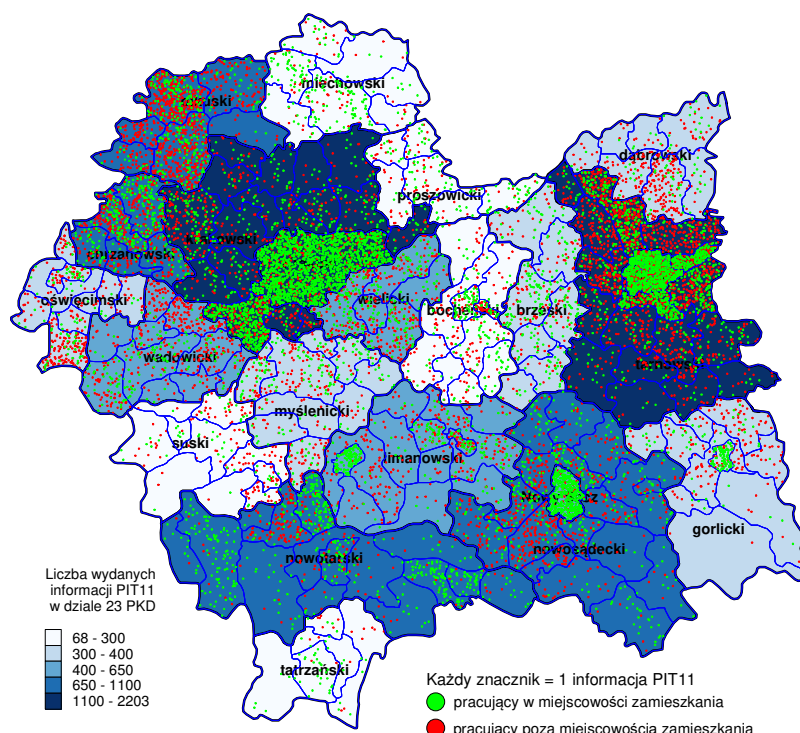 miechowski
dąbrowski
proszowicki
oświęcimski
wielicki
brzeski
wadowicki
myślenicki
suski
limanowski
gorlicki
nowotarski
nowosądecki
tatrzański
Liczba wydanych
informacji PIT11
w dziale 23 PKD
68 - 300
300 - 400
400 - 650
650 - 1100
1100 - 2203
Każdy znacznik = 1 informacja PIT11
pracujący w miejscowości zamieszkania
pracujący poza miejscowością zamieszkania